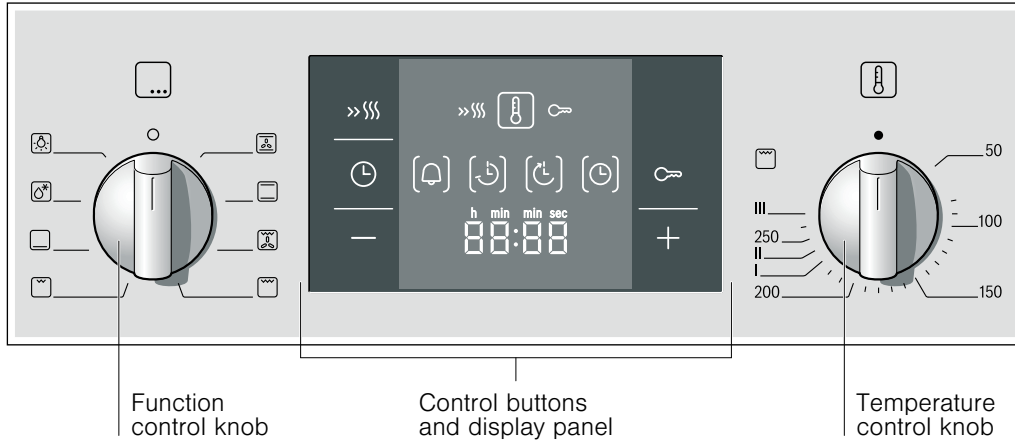 h min min sec
88:88
50
100
150
200
I
II
250
III
Function
control knob
Control buttons
and display panel
Temperature
control knob